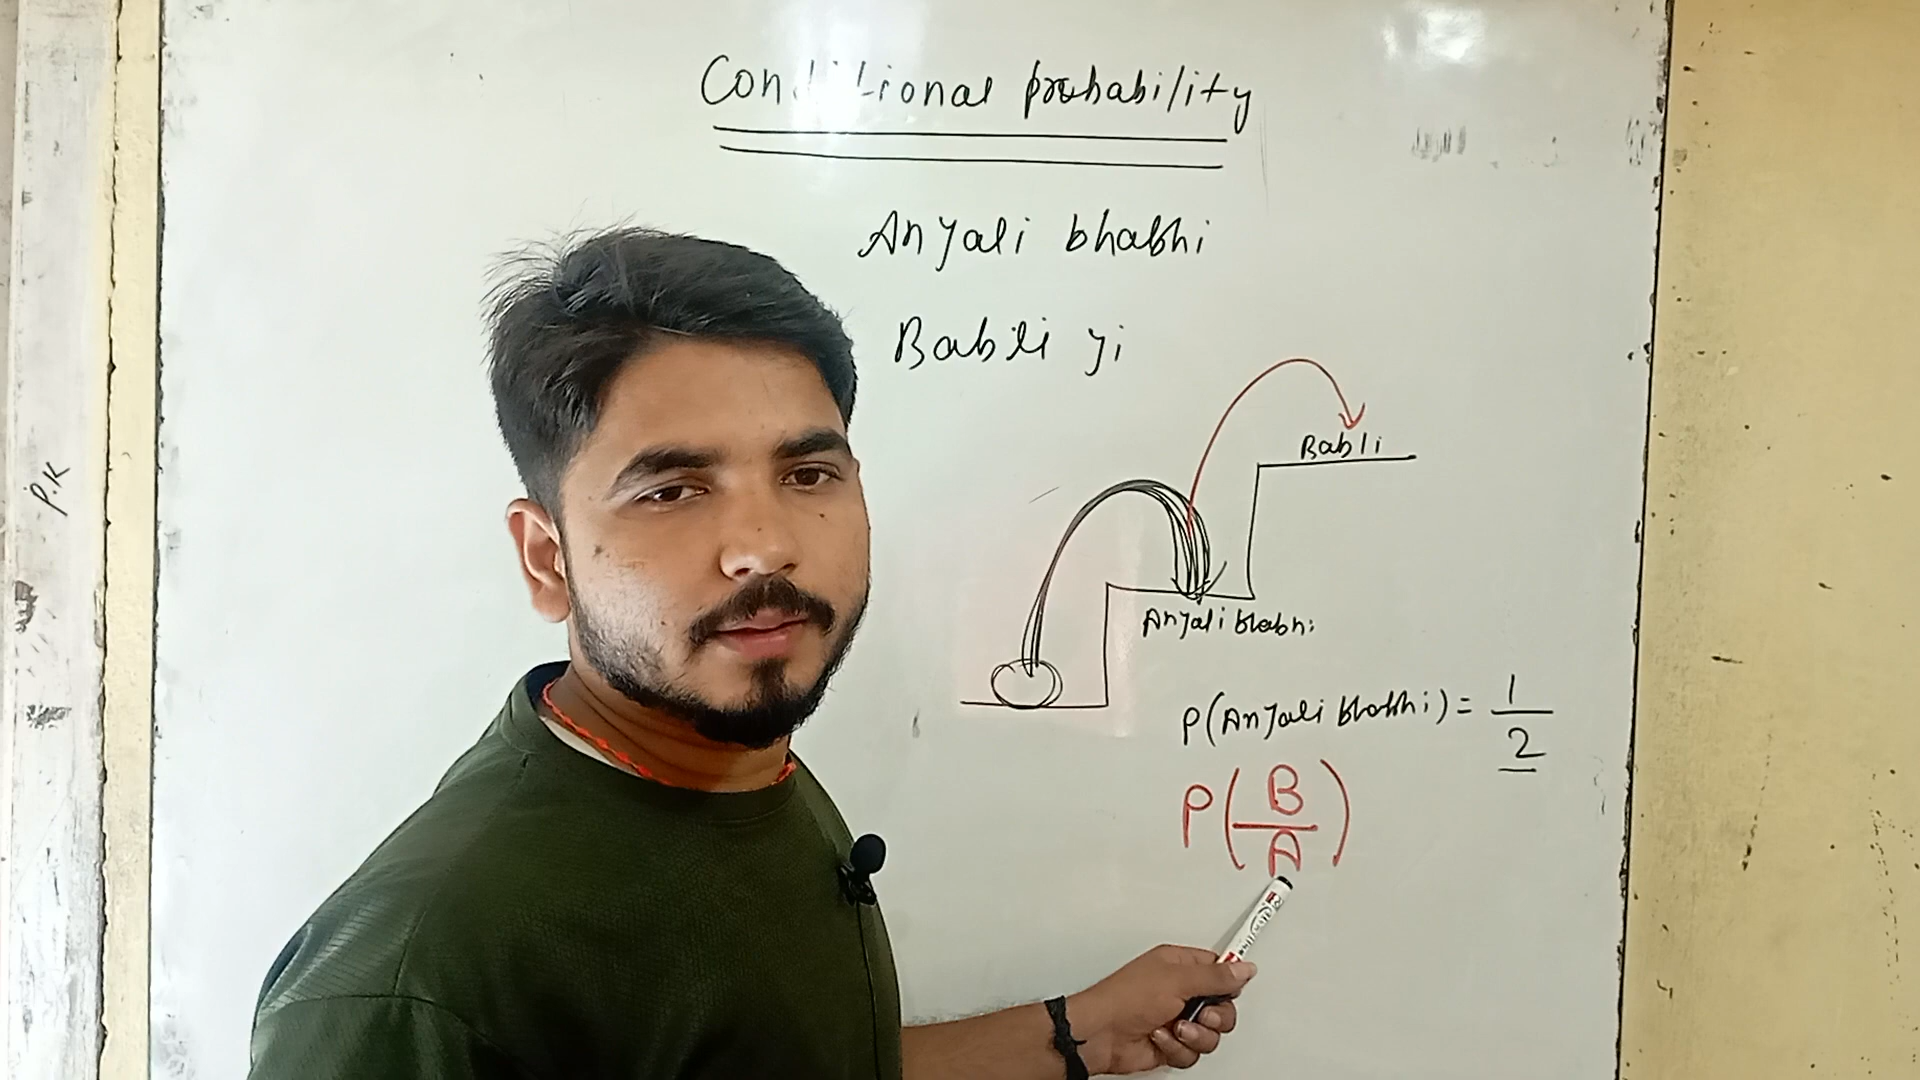 Conditional probability
Anjali bhabhi
Babli ji
Babli
Anjali bhabhi
P(Anjali bhabhi) = 1/2
P(B/A)
P.K